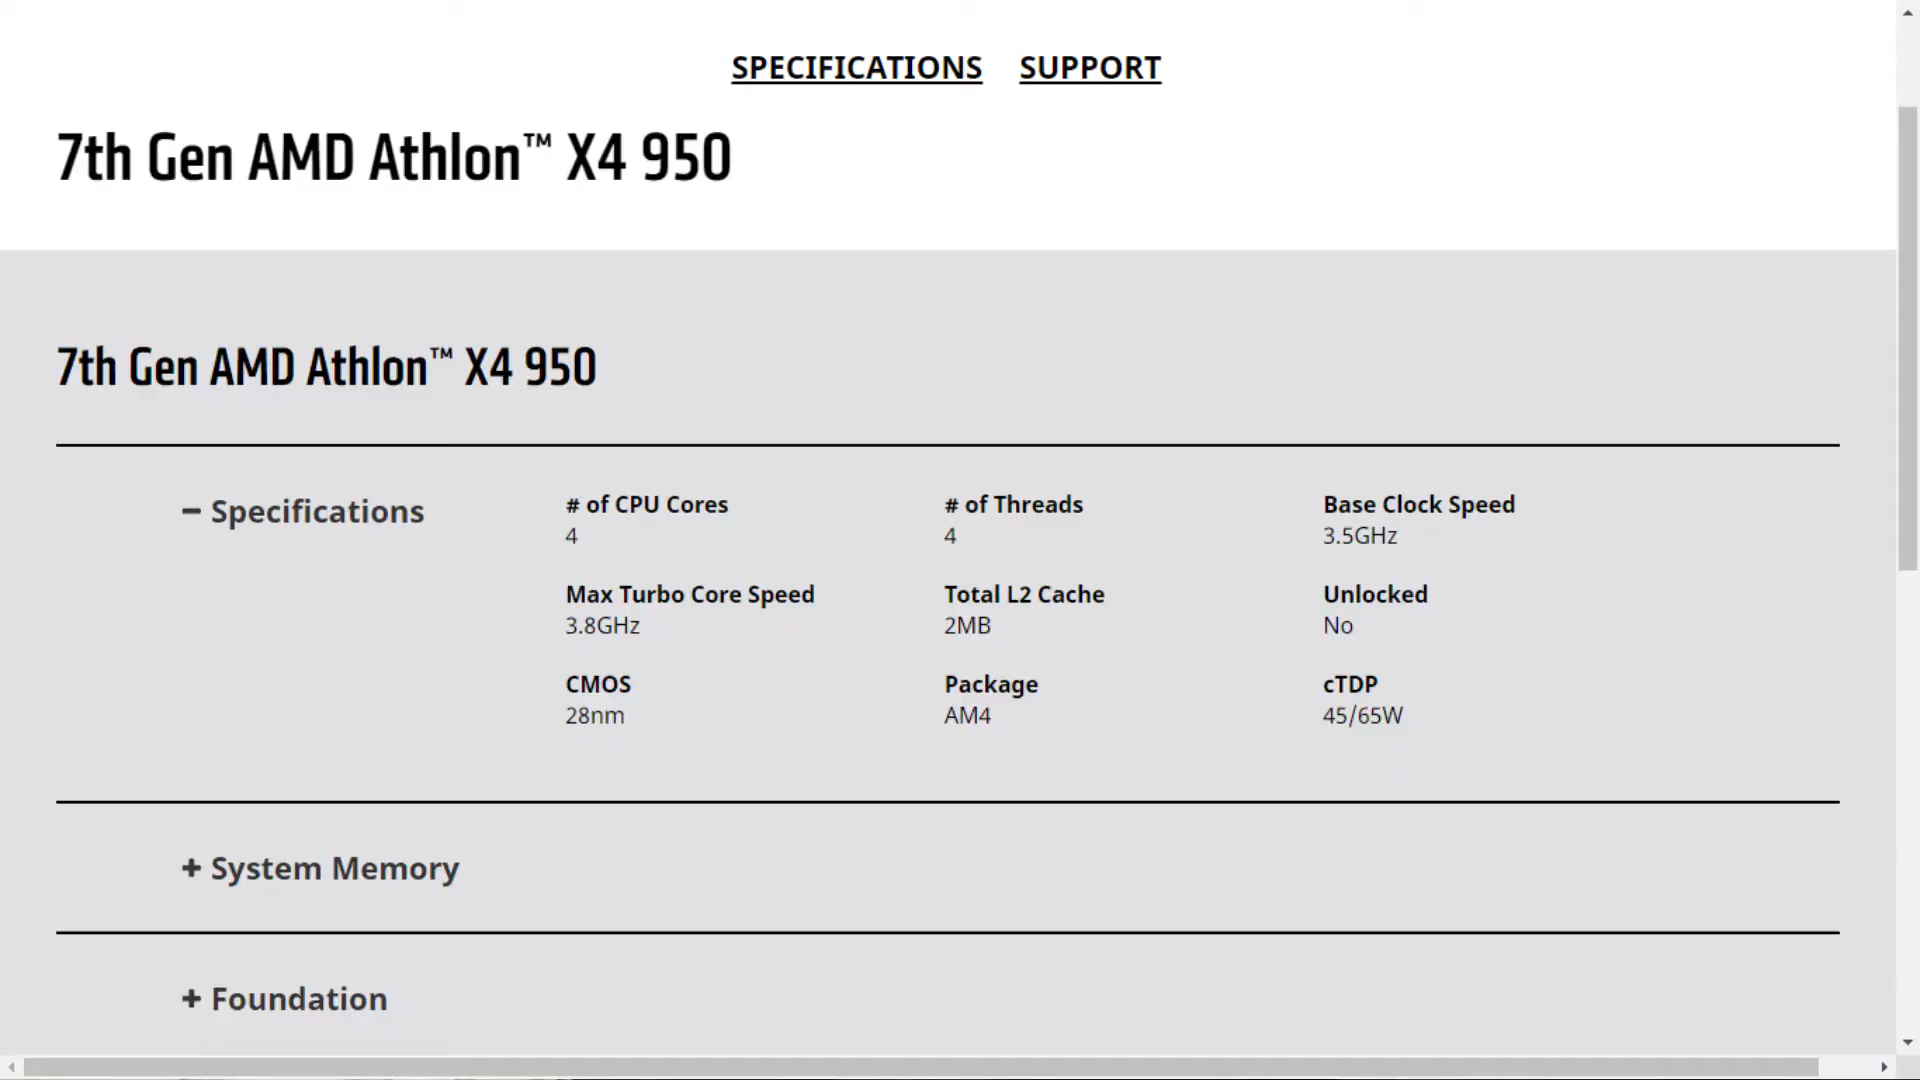 SPECIFICATIONS SUPPORT
7th Gen AMD Athlon™ X4 950
7th Gen AMD Athlon™ X4 950
− Specifications
# of CPU Cores
4
# of Threads
4
Base Clock Speed
3.5GHz
Max Turbo Core Speed
3.8GHz
Total L2 Cache
2MB
Unlocked
No
CMOS
28nm
Package
AM4
cTDP
45/65W
+ System Memory
+ Foundation